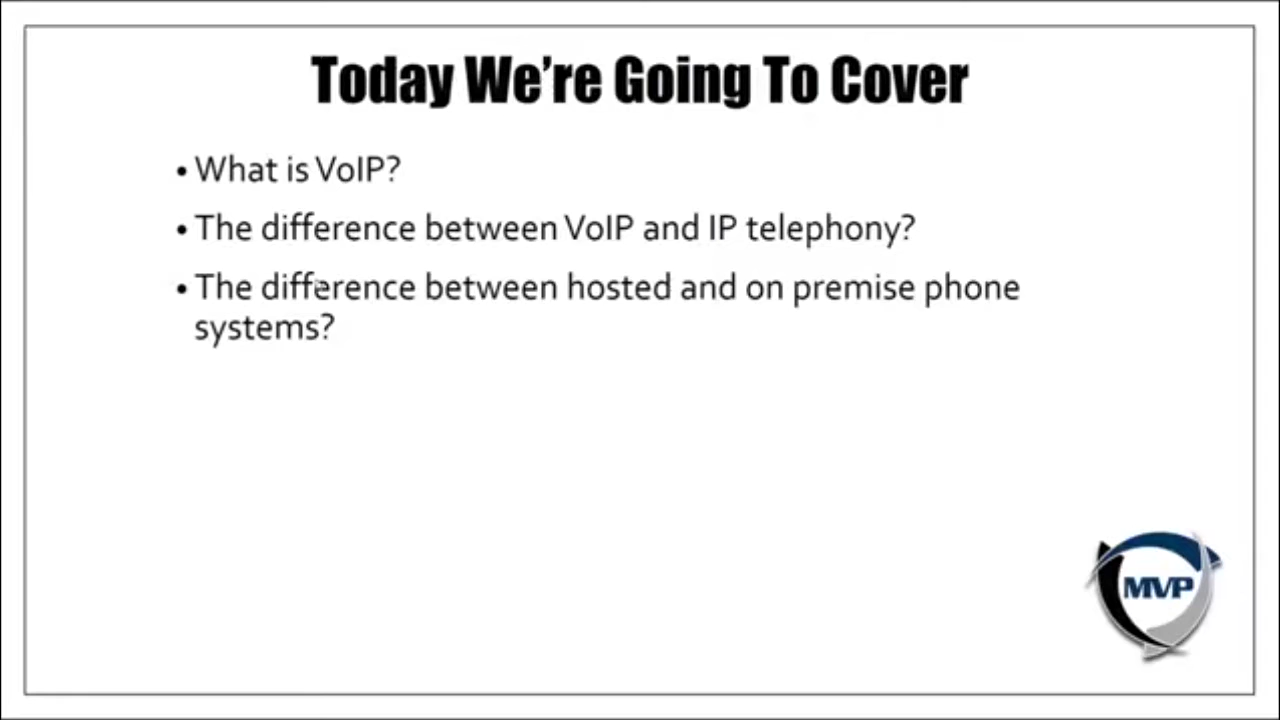 Today We're Going To Cover
• What is VoIP?
• The difference between VoIP and IP telephony?
• The difference between hosted and on premise phone
systems?
MVP